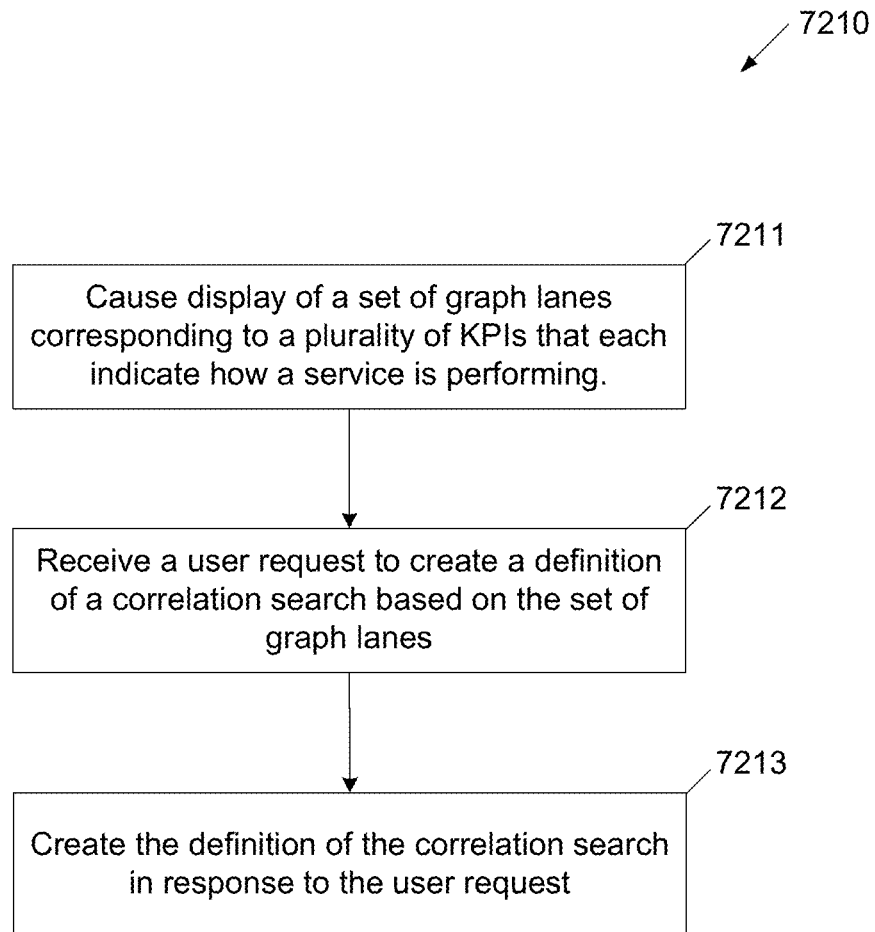 7210
7211
Cause display of a set of graph lanes
corresponding to a plurality of KPIs that each
indicate how a service is performing.
7212
Receive a user request to create a definition
of a correlation search based on the set of
graph lanes
7213
Create the definition of the correlation search
in response to the user request